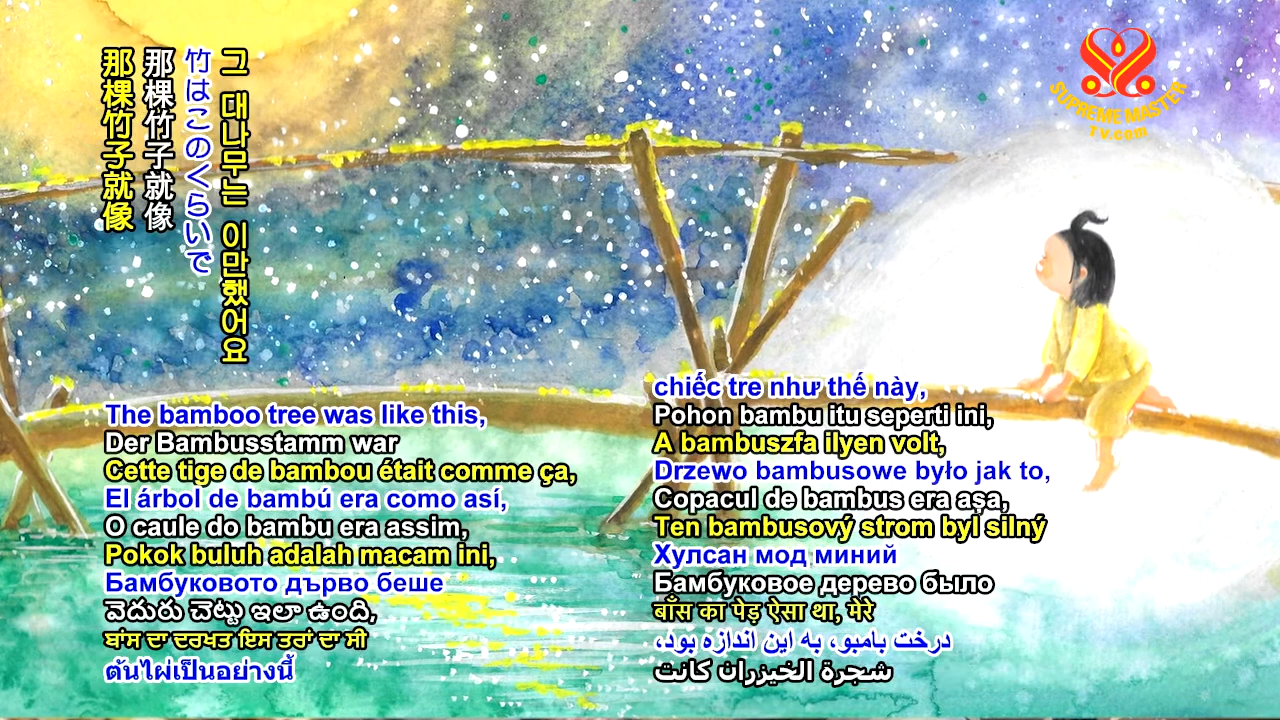 那棵竹子就像
那棵竹子就像
竹はこのくらいで
그 대나무는 이만했어요
SUPREME MASTER
TV.com
The bamboo tree was like this,
Der Bambusstamm war
Cette tige de bambou était comme ça,
El árbol de bambú era como así,
O caule do bambu era assim,
Pokok buluh adalah macam ini,
Бамбуковото дърво беше
వెదురు చెట్టు ఇలా ఉంది,
ਬਾਂਸ ਦਾ ਦਰਖਤ ਇਸ ਤਰਾਂ ਦਾ ਸੀ
ต้นไผ่เป็นอย่างนี้
chiếc tre như thế này,
Pohon bambu itu seperti ini,
A bambuszfa ilyen volt,
Drzewo bambusowe było jak to,
Copacul de bambus era așa,
Ten bambusový strom byl silný
Хулсан мод миний
Бамбуковое дерево было
बाँस का पेड़ ऐसा था, मेरे
درخت بامبو، به این اندازه بود،
شجرة الخيزران كانت